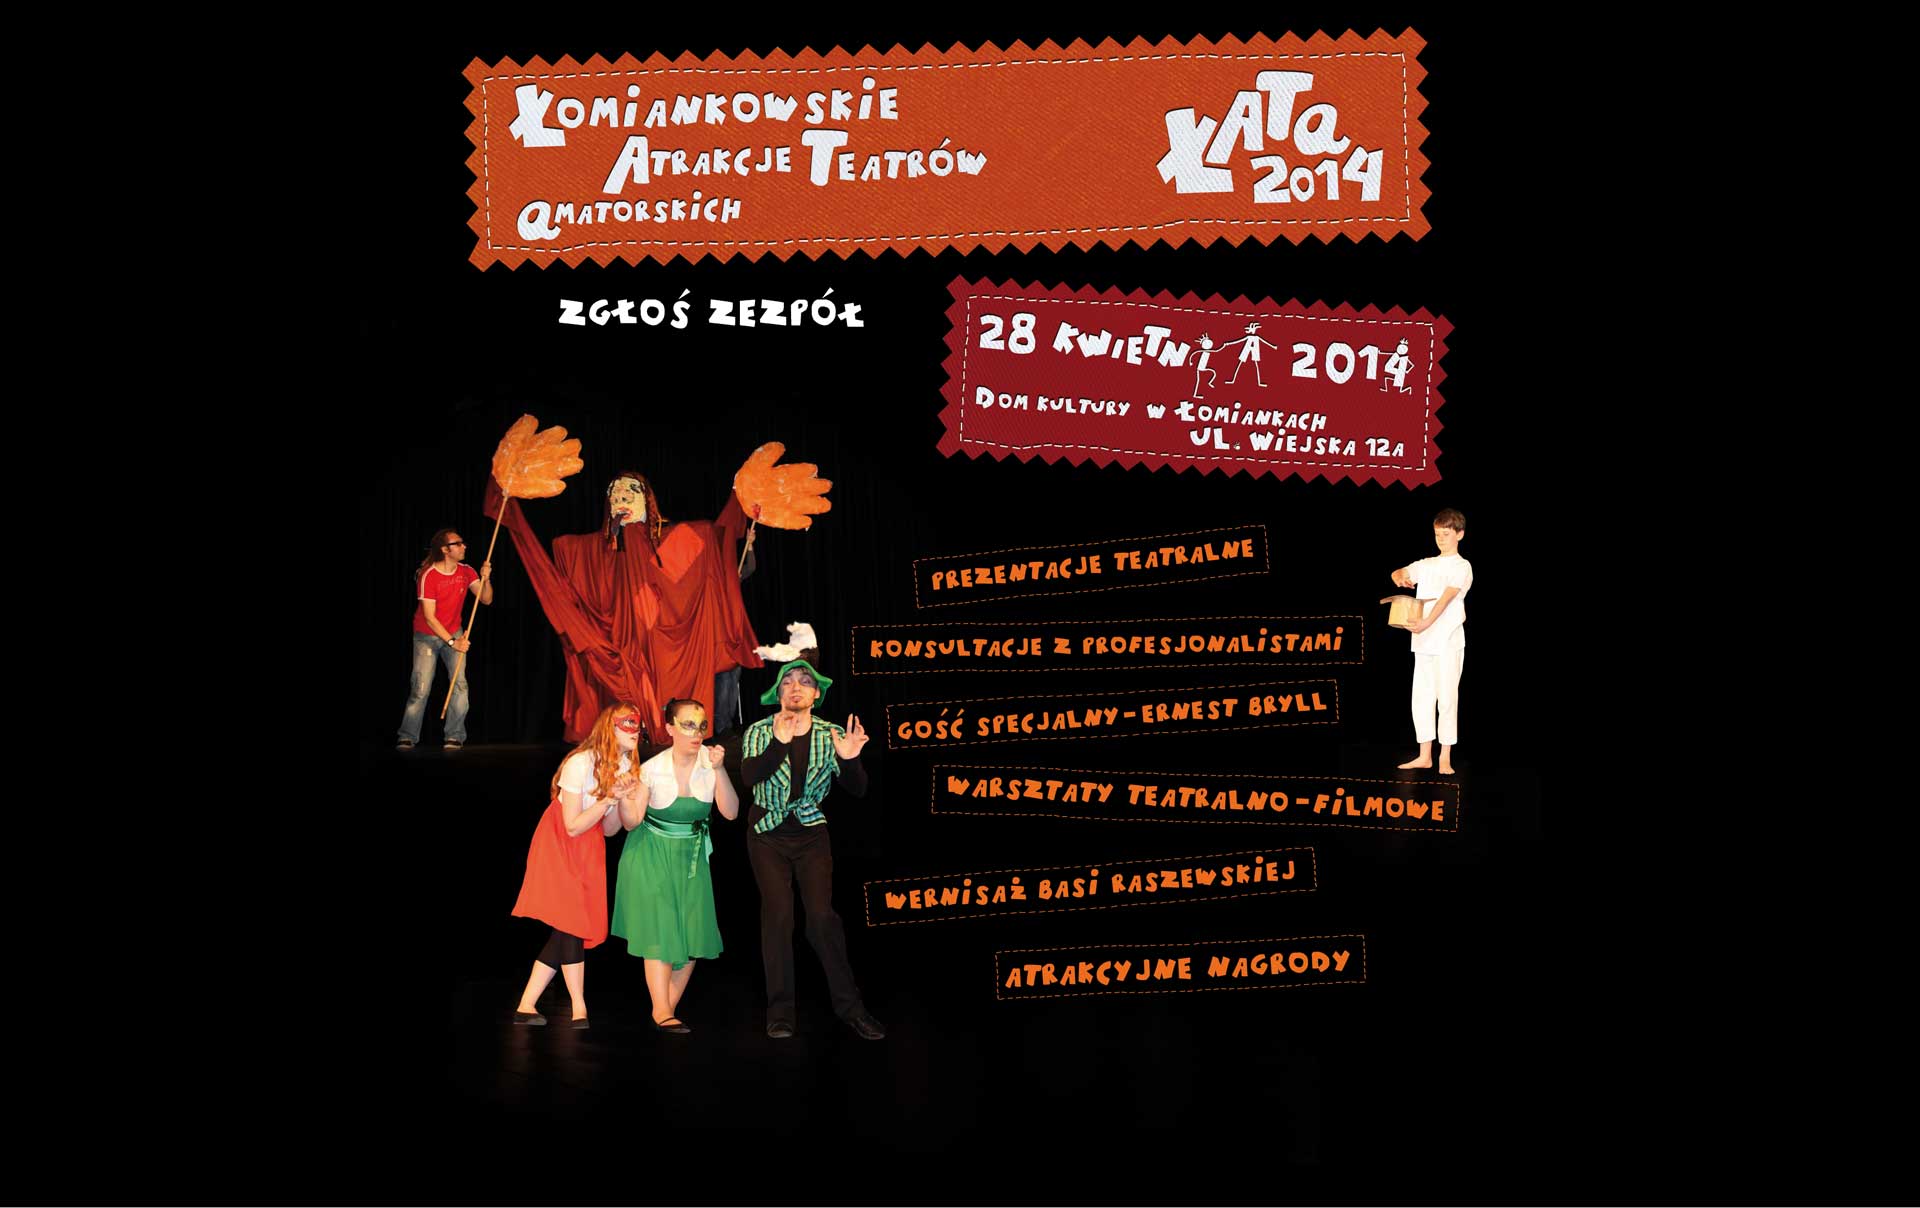 Łomiankowskie
Atrakcje Teatrów
amatorskich
ŁATa
2014
zgłoś zezpół
28 kwietnia 2014
Dom kultury w Łomiankach
ul. Wiejska 12a
prezentacje teatralne
konsultacje z profesjonalistami
gość specjalny-Ernest Bryll
warsztaty teatralno-filmowe
wernisaż Basi Raszewskiej
atrakcyjne nagrody